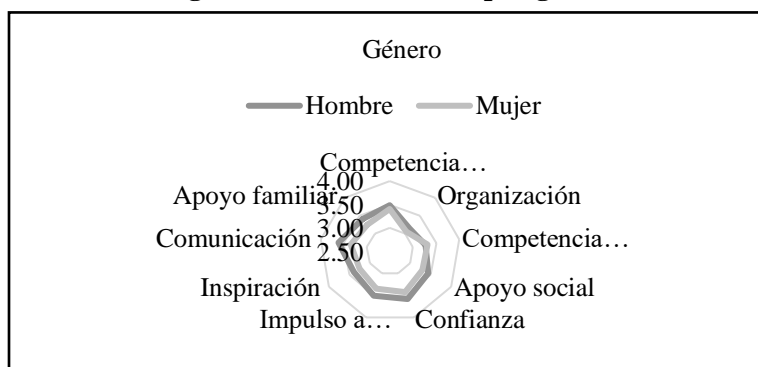 Género
Hombre Mujer
Competencia…
4.00
Apoyo familiar
Organización
3.50
3.00
Comunicación
Competencia…
2.50
Inspiración
Apoyo social
Impulso a…
Confianza